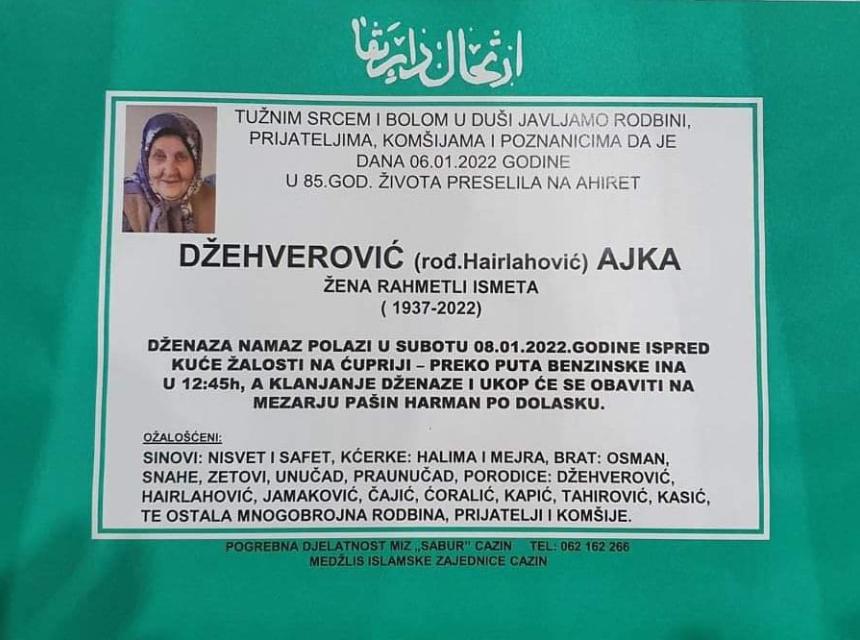 ارتحال دار بقا
TUŽNIM SRCEM I BOLOM U DUŠI JAVLJAMO RODBINI,
PRIJATELJIMA, KOMŠIJAMA I POZNANICIMA DA JE
DANA 06.01.2022 GODINE
U 85.GOD. ŽIVOTA PRESELILA NA AHIRET
DŽEHVEROVIĆ (rođ.Hairlahović) AJKA
ŽENA RAHMETLI ISMETA
( 1937-2022)
DŽENAZA NAMAZ POLAZI U SUBOTU 08.01.2022.GODINE ISPRED
KUĆE ŽALOSTI NA ĆUPRIJI – PREKO PUTA BENZINSKE INA
U 12:45h, A KLANJANJE DŽENAZE I UKOP ĆE SE OBAVITI NA
MEZARJU PAŠIN HARMAN PO DOLASKU.
OŽALOŠĆENI:
SINOVI: NISVET I SAFET, KĆERKE: HALIMA I MEJRA, BRAT: OSMAN,
SNAHE, ZETOVI, UNUČAD, PRAUNUČAD, PORODICE: DŽEHVEROVIĆ,
HAIRLAHOVIĆ, JAMAKOVIĆ, ČAJIĆ, ĆORALIĆ, KAPIĆ, TAHIROVIĆ, KASIĆ,
TE OSTALA MNOGOBROJNA RODBINA, PRIJATELJI I KOMŠIJE.
POGREBNA DJELATNOST MIZ „SABUR" CAZIN TEL: 062 162 266
MEDŽLIS ISLAMSKE ZAJEDNICE CAZIN